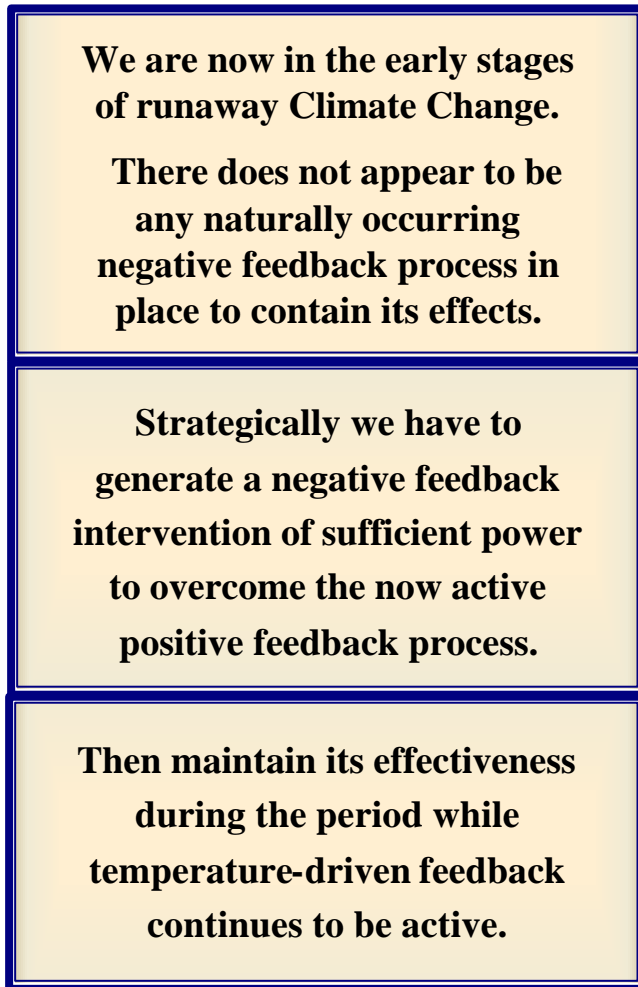 We are now in the early stages
of runaway Climate Change.
There does not appear to be
any naturally occurring
negative feedback process in
place to contain its effects.
Strategically we have to
generate a negative feedback
intervention of sufficient power
to overcome the now active
positive feedback process.
Then maintain its effectiveness
during the period while
temperature-driven feedback
continues to be active.